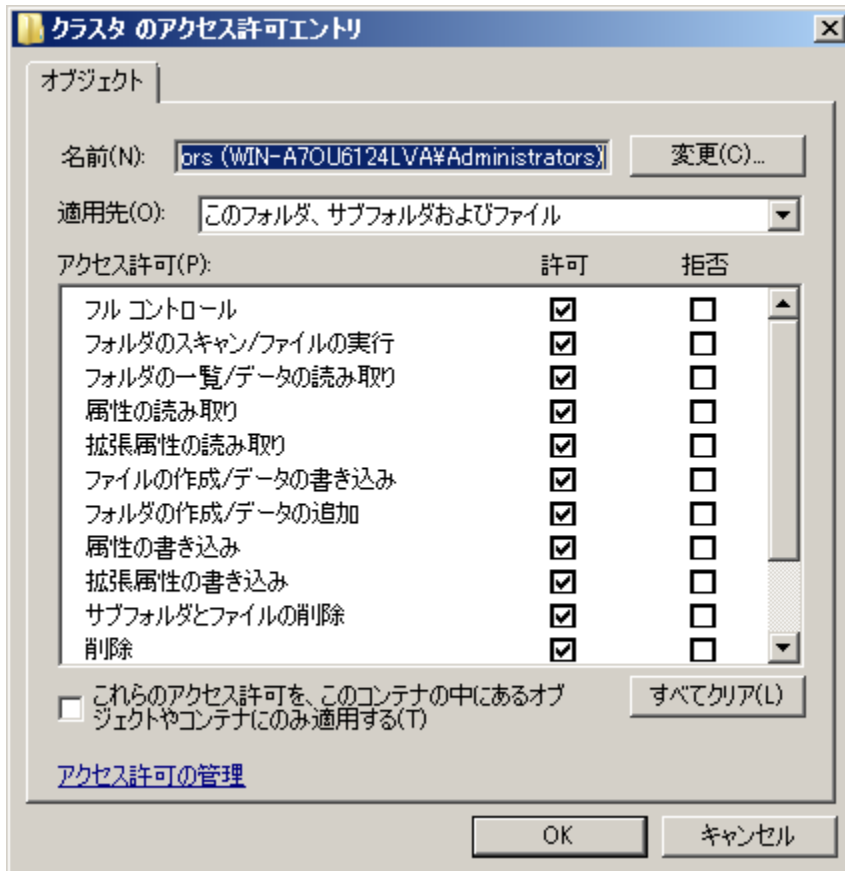 クラスタ のアクセス許可エントリ
オブジェクト
名前(N): ors (WIN-A7OU6124LVA¥Administrators) 変更(C)...
適用先(O): このフォルダ、サブフォルダおよびファイル
アクセス許可(P): 許可 拒否
フル コントロール
フォルダのスキャン/ファイルの実行
フォルダの一覧/データの読み取り
属性の読み取り
拡張属性の読み取り
ファイルの作成/データの書き込み
フォルダの作成/データの追加
属性の書き込み
拡張属性の書き込み
サブフォルダとファイルの削除
削除
これらのアクセス許可を、このコンテナの中にあるオブ
ジェクトやコンテナにのみ適用する(T)
すべてクリア(L)
アクセス許可の管理
OK キャンセル